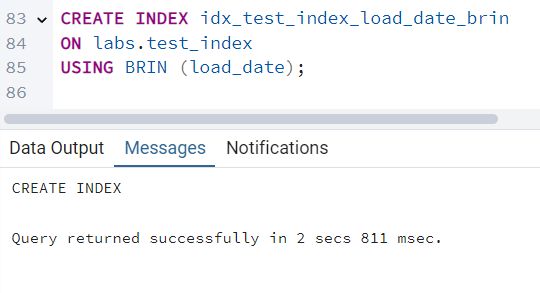 83 CREATE INDEX idx_test_index_load_date_brin
84 ON labs.test_index
85 USING BRIN (load_date);
86
Data Output Messages Notifications
CREATE INDEX
Query returned successfully in 2 secs 811 msec.